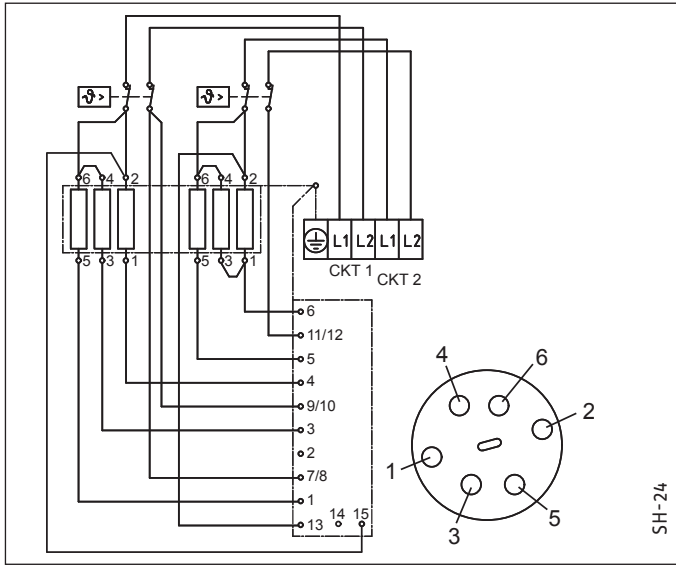 ϑ > ϑ >
6 4 2 6 4 2
L1 L2 L1 L2
5 3 1 5 3 1
CKT 1 CKT 2
6
11/12
5
4
9/10
3
2
7/8
1
13 14 15
4 6
2
1
3 5
SH-24